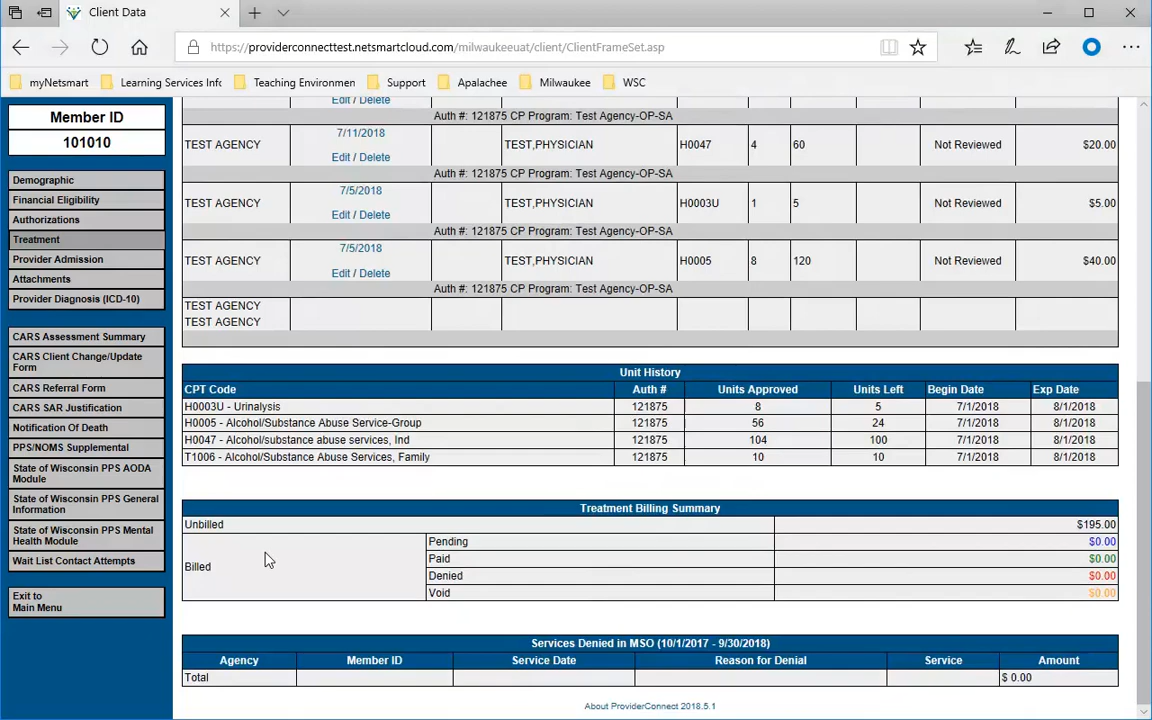 Client Data
https://providerconnecttest.netsmartcloud.com/milwaukeeuat/client/ClientFrameSet.asp
myNetsmart Learning Services Info Teaching Environmen Support Apalachee Milwaukee WSC
Member ID
101010
Demographic
Financial Eligibility
Authorizations
Treatment
Provider Admission
Attachments
Provider Diagnosis (ICD-10)
CARS Assessment Summary
CARS Client Change/Update
Form
CARS Referral Form
CARS SAR Justification
Notification Of Death
PPS/NOMS Supplemental
State of Wisconsin PPS AODA
Module
State of Wisconsin PPS General
Information
State of Wisconsin PPS Mental
Health Module
Wait List Contact Attempts
Exit to
Main Menu
Edit / Delete
Auth #: 121875 CP Program: Test Agency-OP-SA
TEST AGENCY 7/11/2018 TEST,PHYSICIAN H0047 4 60 Not Reviewed $20.00
Edit / Delete
Auth #: 121875 CP Program: Test Agency-OP-SA
TEST AGENCY 7/5/2018 TEST,PHYSICIAN H0003U 1 5 Not Reviewed $5.00
Edit / Delete
Auth #: 121875 CP Program: Test Agency-OP-SA
TEST AGENCY 7/5/2018 TEST,PHYSICIAN H0005 8 120 Not Reviewed $40.00
Edit / Delete
Auth #: 121875 CP Program: Test Agency-OP-SA
TEST AGENCY
TEST AGENCY
Unit History
CPT Code Auth # Units Approved Units Left Begin Date Exp Date
H0003U - Urinalysis 121875 8 5 7/1/2018 8/1/2018
H0005 - Alcohol/Substance Abuse Service-Group 121875 56 24 7/1/2018 8/1/2018
H0047 - Alcohol/substance abuse services, Ind 121875 104 100 7/1/2018 8/1/2018
T1006 - Alcohol/Substance Abuse Services, Family 121875 10 10 7/1/2018 8/1/2018
Treatment Billing Summary
Unbilled $195.00
Billed
Pending $0.00
Paid $0.00
Denied $0.00
Void $0.00
Services Denied in MSO (10/1/2017 - 9/30/2018)
Agency Member ID Service Date Reason for Denial Service Amount
Total $ 0.00
About ProviderConnect 2018.5.1